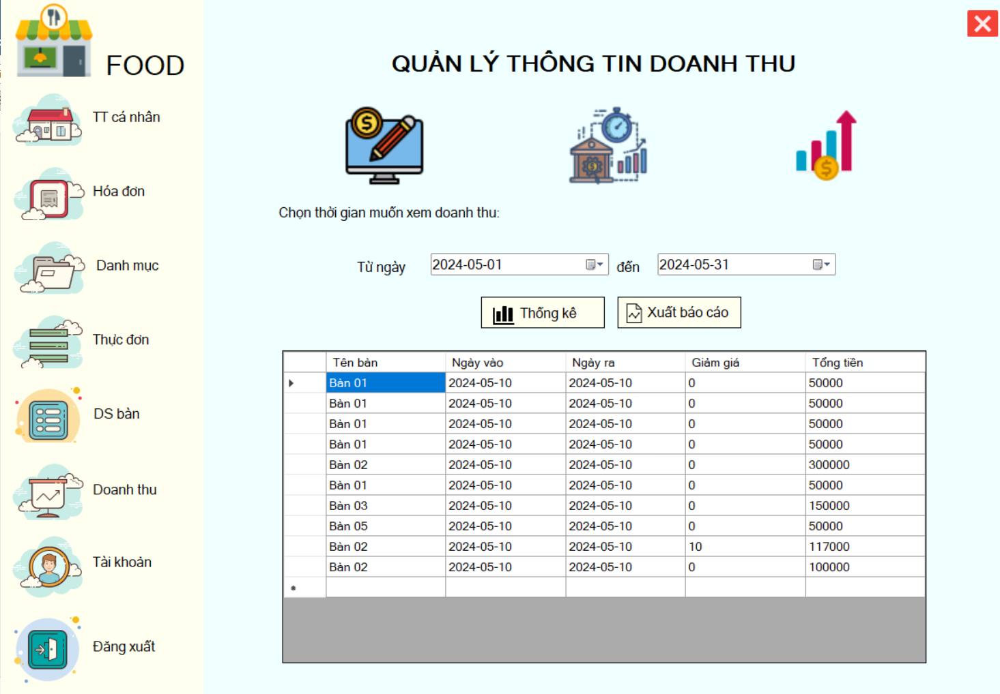 FOOD
TT cá nhân
Hóa đơn
Danh mục
Thực đơn
DS bàn
Doanh thu
Tài khoản
Đăng xuất
QUẢN LÝ THÔNG TIN DOANH THU
Chọn thời gian muốn xem doanh thu:
Từ ngày 2024-05-01 đến 2024-05-31
Thống kê Xuất báo cáo
Tên bàn Ngày vào Ngày ra Giảm giá Tổng tiền
Bàn 01 2024-05-10 2024-05-10 0 50000
Bàn 01 2024-05-10 2024-05-10 0 50000
Bàn 01 2024-05-10 2024-05-10 0 50000
Bàn 01 2024-05-10 2024-05-10 0 50000
Bàn 02 2024-05-10 2024-05-10 0 300000
Bàn 01 2024-05-10 2024-05-10 0 50000
Bàn 03 2024-05-10 2024-05-10 0 150000
Bàn 05 2024-05-10 2024-05-10 0 50000
Bàn 02 2024-05-10 2024-05-10 10 117000
Bàn 02 2024-05-10 2024-05-10 0 100000